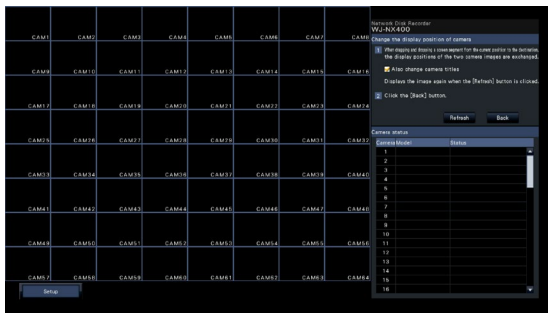 CAM1 CAM2 CAM3 CAM4 CAM5 CAM6 CAM7 CAM8
CAM9 CAM10 CAM11 CAM12 CAM13 CAM14 CAM15 CAM16
CAM17 CAM18 CAM19 CAM20 CAM21 CAM22 CAM23 CAM24
CAM25 CAM26 CAM27 CAM28 CAM29 CAM30 CAM31 CAM32
CAM33 CAM34 CAM35 CAM36 CAM37 CAM38 CAM39 CAM40
CAM41 CAM42 CAM43 CAM44 CAM45 CAM46 CAM47 CAM48
CAM49 CAM50 CAM51 CAM52 CAM53 CAM54 CAM55 CAM56
CAM57 CAM58 CAM59 CAM60 CAM61 CAM62 CAM63 CAM64
Setup
Network Disk Recorder
WJ-NX400
Change the display position of camera
1 When dragging and dropping a screen segment from the current position to the destination,
the display positions of the two camera images are exchanged.
Also change camera titles
Displays the image again when the [Refresh] button is clicked.
2 Click the [Back] button.
Refresh Back
Camera status
Camera Model Status
1
2
3
4
5
6
7
8
9
10
11
12
13
14
15
16